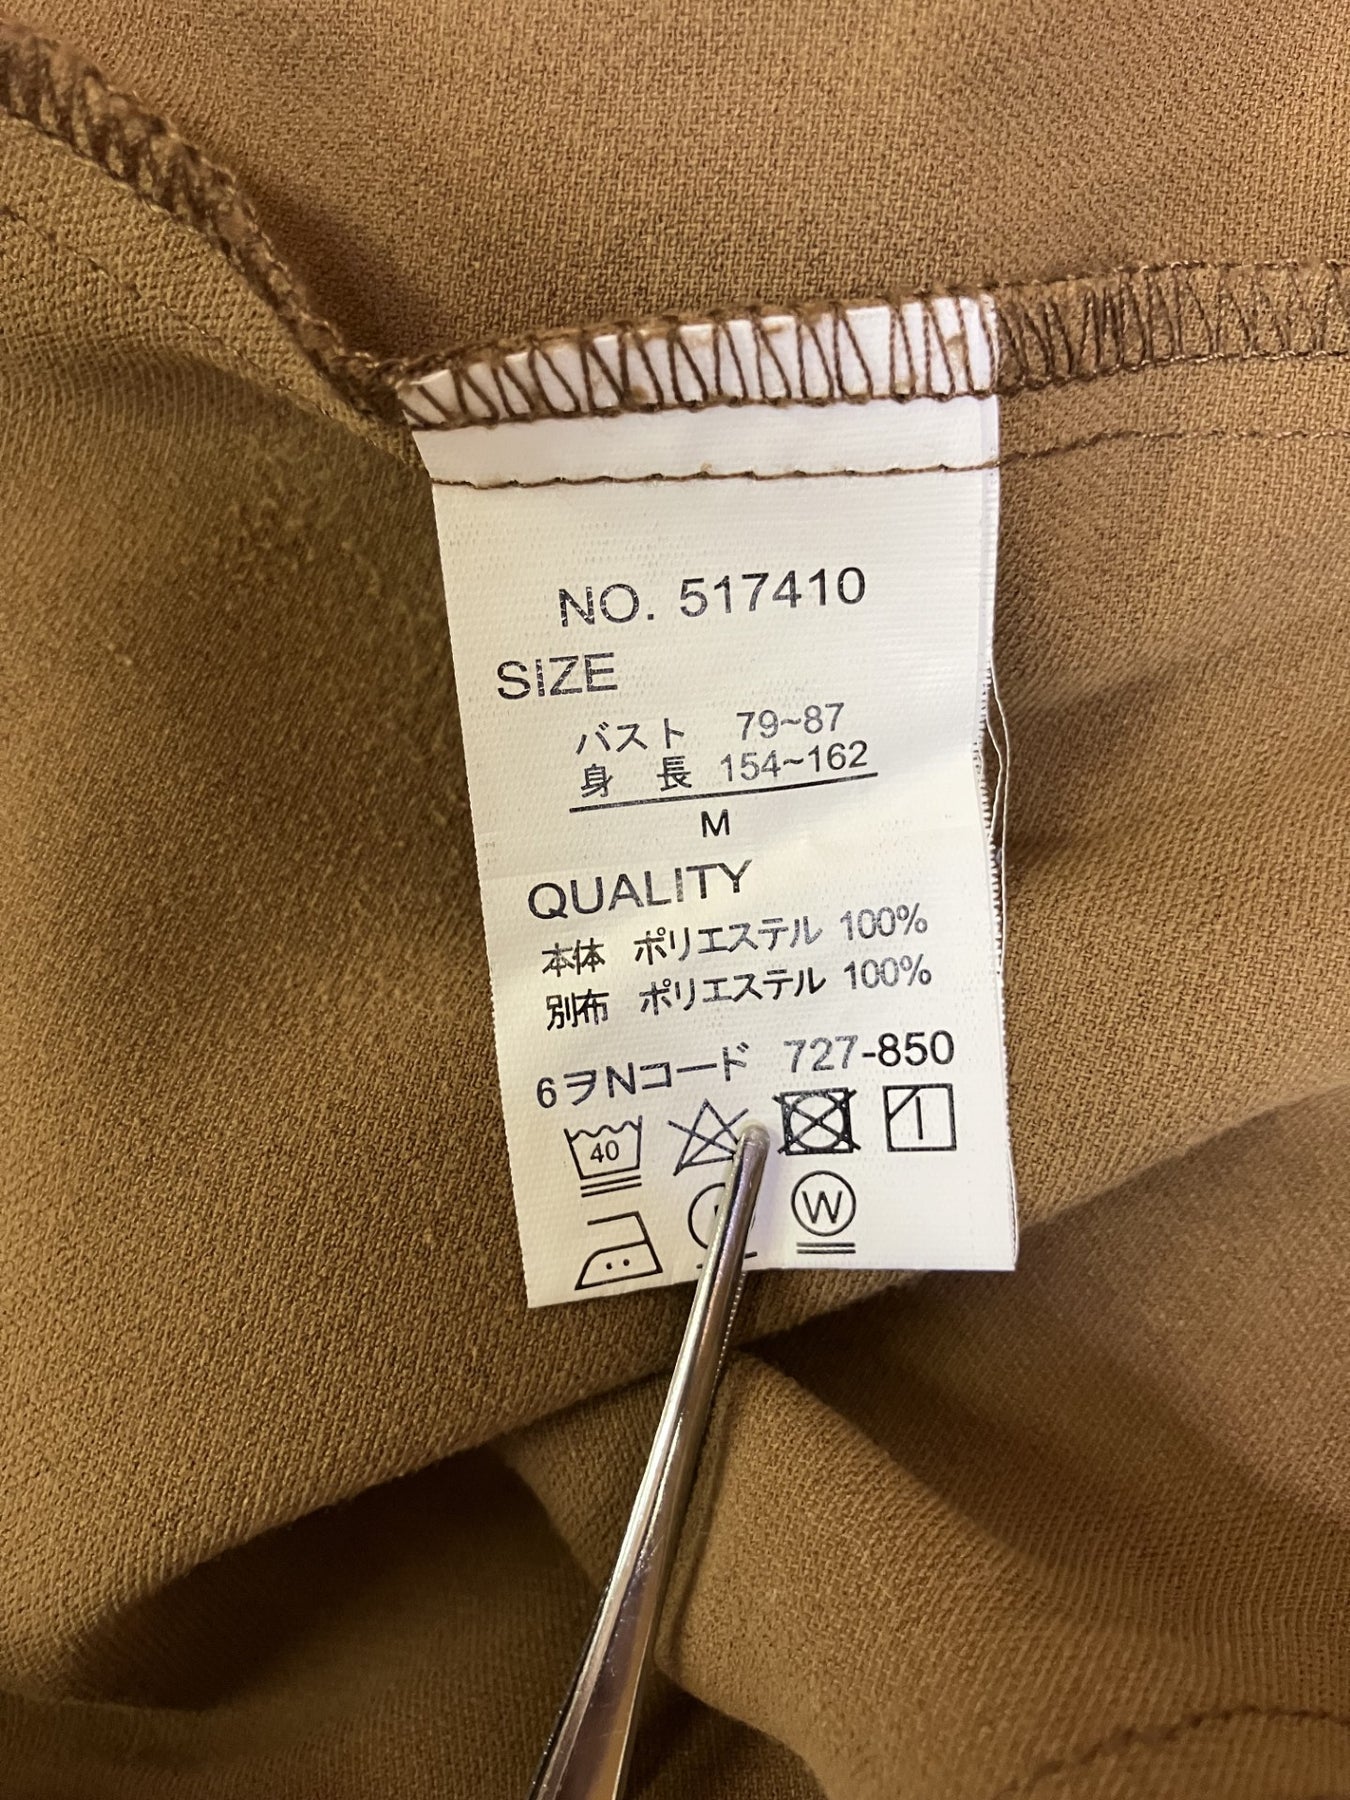 NO. 517410
SIZE
バスト 79~87
身 長 154~162
M
QUALITY
本体 ポリエステル 100%
別布 ポリエステル 100%
6ヲNコード 727-850
40
W